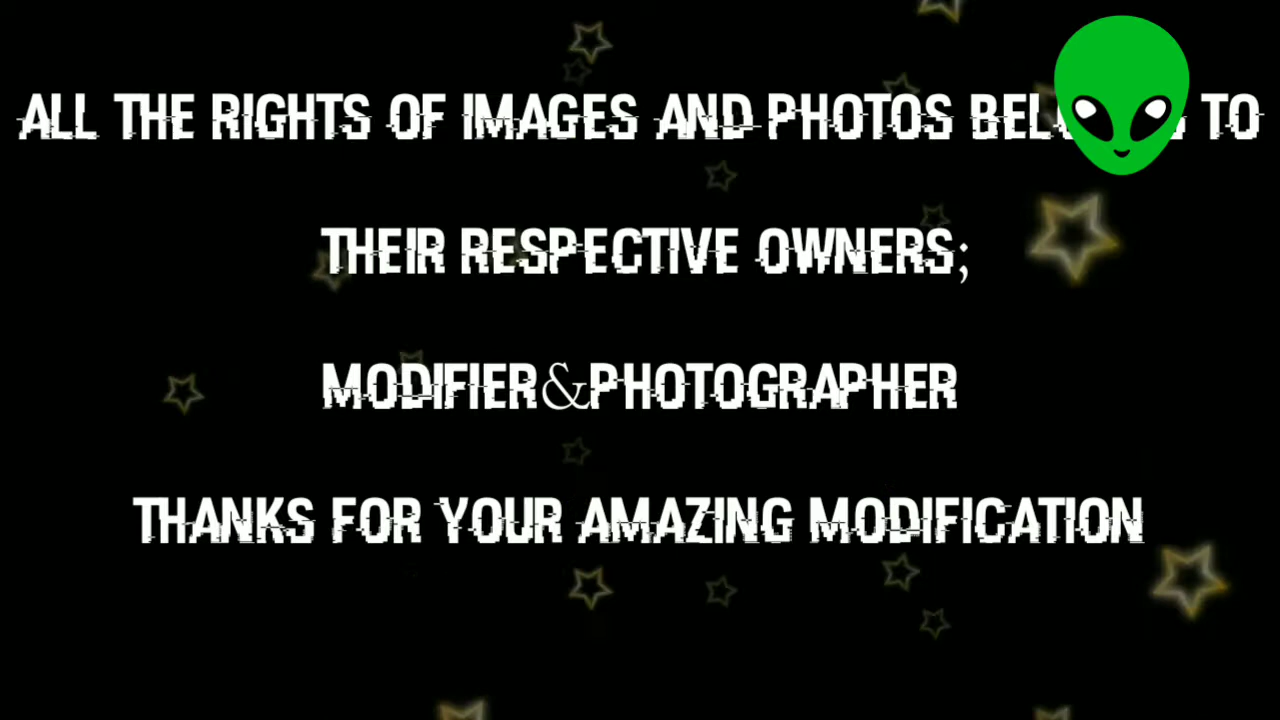 ALL THE RIGHTS OF IMAGES AND PHOTOS TO
THEIR RESPECTIVE OWNERS;
MODIFIER&PHOTOGRAPHER
THANKS FOR YOUR AMAZING MODIFICATION